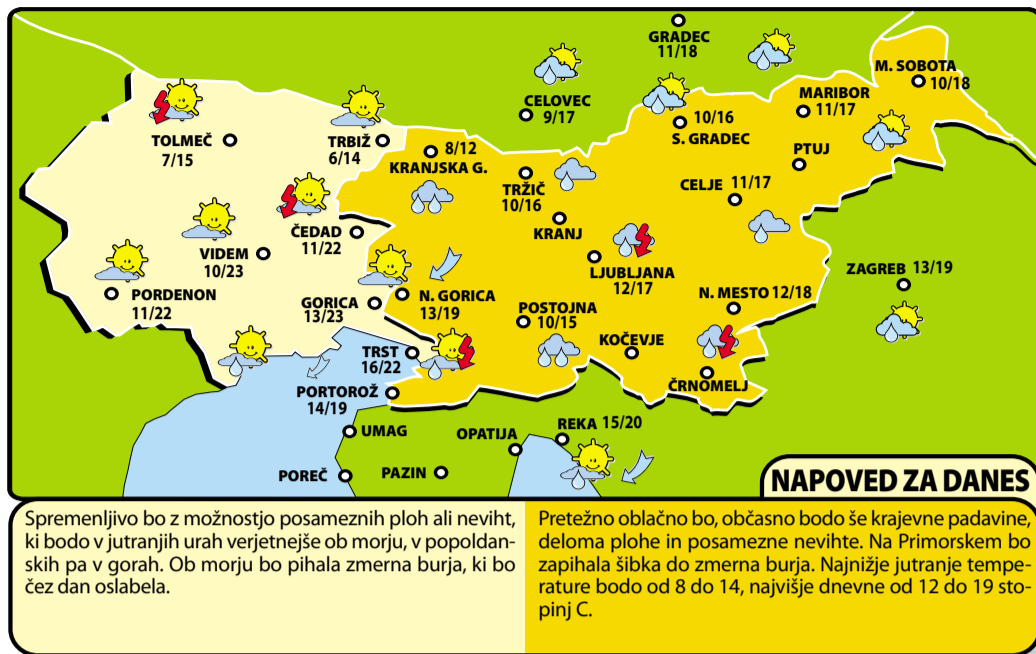 GRADEC
11/18
M. SOBOTA
10/18
CELOVEC
9/17
MARIBOR
11/17
10/16
S. GRADEC
TOLMEČ
7/15
TRBIŽ
6/14
8/12
KRANJSKA G.
PTUJ
TRŽIČ
10/16
CELJE 11/17
KRANJ
ČEDAD
11/22
VIDEM
10/23
LJUBLJANA
12/17
ZAGREB 13/19
PORDENON
11/22
GORICA
13/23
N. GORICA
13/19
N. MESTO 12/18
POSTOJNA
10/15
KOČEVJE
TRST
16/22
ČRNOMELJ
PORTOROŽ
14/19
UMAG
OPATIJA
REKA 15/20
POREČ
PAZIN
NAPOVED ZA DANES
Spremenljivo bo z možnostjo posameznih ploh ali neviht,
ki bodo v jutranjih urah verjetnejše ob morju, v popoldan-
skih pa v gorah. Ob morju bo pihala zmerna burja, ki bo
čez dan oslabela.
Pretežno oblačno bo, občasno bodo še krajevne padavine,
deloma plohe in posamezne nevihte. Na Primorskem bo
zapihala šibka do zmerna burja. Najnižje jutranje tempe-
rature bodo od 8 do 14, najvišje dnevne od 12 do 19 sto-
pinj C.